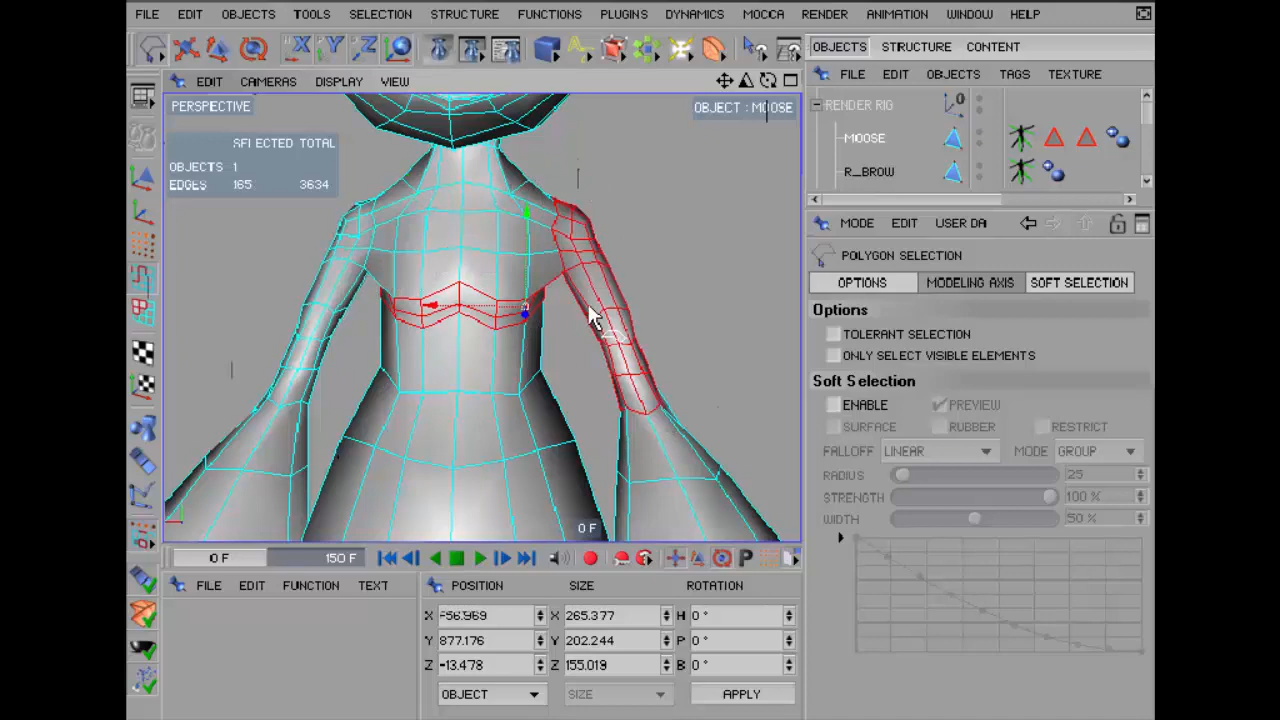 FILE EDIT OBJECTS TOOLS SELECTION STRUCTURE FUNCTIONS PLUGINS DYNAMICS MOCCA RENDER ANIMATION WINDOW HELP
X Y Z
OBJECTS STRUCTURE CONTENT
EDIT CAMERAS DISPLAY VIEW
FILE EDIT OBJECTS TAGS TEXTURE
PERSPECTIVE
OBJECT : MOOSE
RENDER RIG
MOOSE
R_BROW
SELECTED TOTAL
OBJECTS 1
EDGES 165 3634
MODE EDIT USER DA
POLYGON SELECTION
OPTIONS MODELING AXIS SOFT SELECTION
Options
TOLERANT SELECTION
ONLY SELECT VISIBLE ELEMENTS
Soft Selection
ENABLE PREVIEW
SURFACE RUBBER RESTRICT
FALLOFF LINEAR MODE GROUP
RADIUS 25
STRENGTH 100 %
WIDTH 50 %
0 F
0 F 150 F P
FILE EDIT FUNCTION TEXT
POSITION SIZE ROTATION
X -56.969 X 265.377 H 0 °
Y 877.176 Y 202.244 P 0 °
Z -13.478 Z 155.019 B 0 °
OBJECT SIZE APPLY